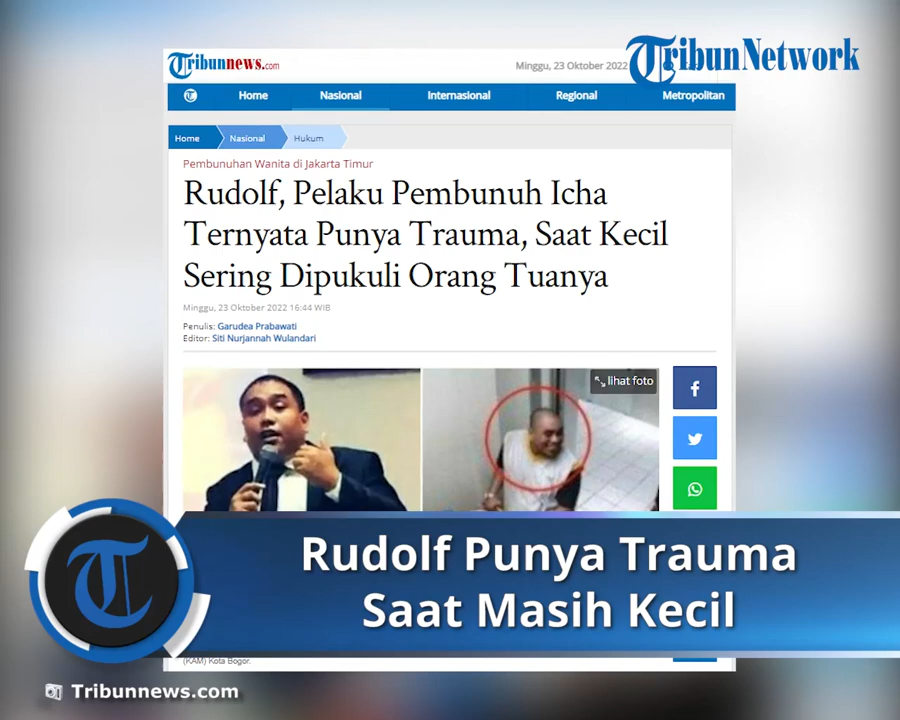 Tribunnews.com
Minggu, 23 Oktober 2022
TribunNetwork
Home
Nasional
Internasional
Regional
Metropolitan
Home
Nasional
Hukum
Pembunuhan Wanita di Jakarta Timur
Rudolf, Pelaku Pembunuh Icha
Ternyata Punya Trauma, Saat Kecil
Sering Dipukuli Orang Tuanya
Minggu, 23 Oktober 2022 16:44 WIB
Penulis: Garudea Prabawati
Editor: Siti Nurjannah Wulandari
lihat foto
Rudolf Punya Trauma
Saat Masih Kecil
(KAM) Kota Bogor.
Tribunnews.com